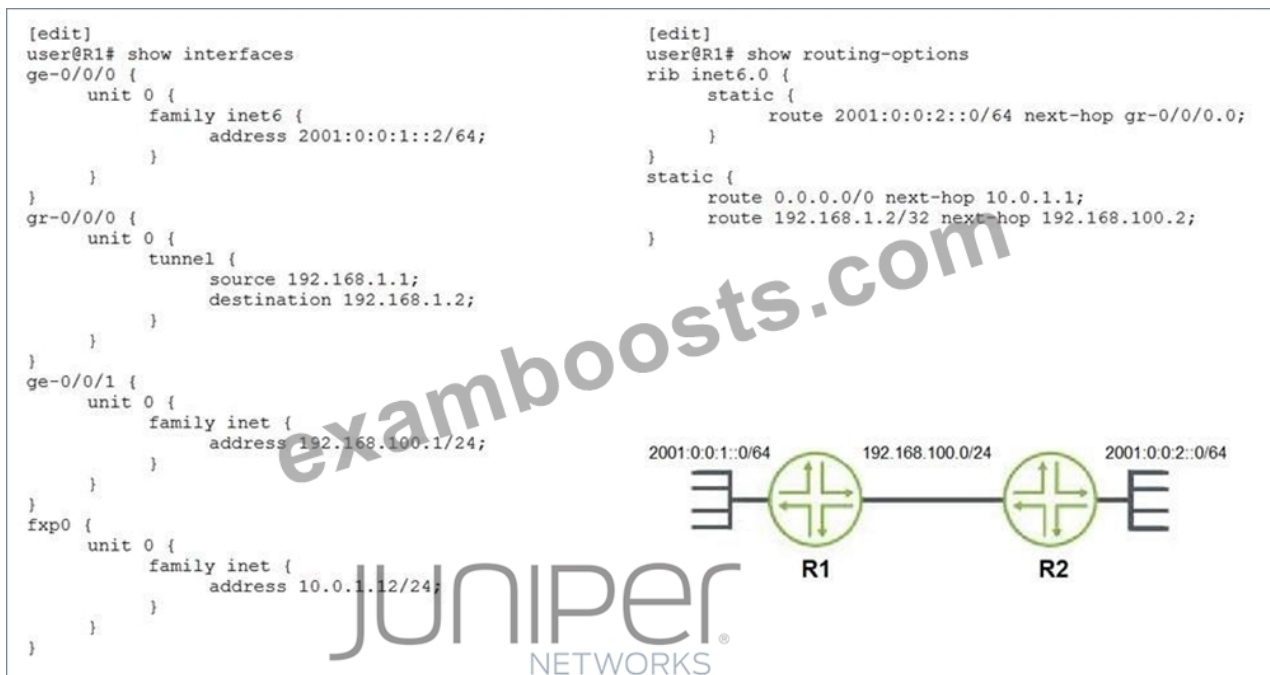 [edit]
user@R1# show interfaces
ge-0/0/0 {
unit 0 {
family inet6 {
address 2001:0:0:1::2/64;
}
}
}
gr-0/0/0 {
unit 0 {
tunnel {
source 192.168.1.1;
destination 192.168.1.2;
}
}
}
ge-0/0/1 {
unit 0 {
family inet {
address 192.168.100.1/24;
}
}
}
fxp0 {
unit 0 {
family inet {
address 10.0.1.12/24;
}
}
}
[edit]
user@R1# show routing-options
rib inet6.0 {
static {
route 2001:0:0:2::0/64 next-hop gr-0/0/0.0;
}
}
static {
route 0.0.0.0/0 next-hop 10.0.1.1;
route 192.168.1.2/32 next-hop 192.168.100.2;
}
2001:0:0:1::0/64 192.168.100.0/24 2001:0:0:2::0/64
R1 R2
examboosts.com
JUNIPER
NETWORKS